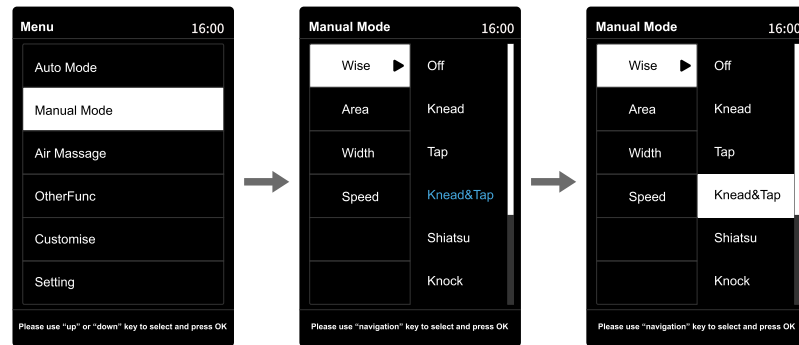 Menu 16:00
Auto Mode
Manual Mode
Air Massage
OtherFunc
Customise
Setting
Please use “up” or “down” key to select and press OK
Manual Mode 16:00
Wise Off
Area Knead
Width Tap
Speed Knead&Tap
Shiatsu
Knock
Please use “navigation” key to select and press OK
Manual Mode 16:00
Wise Off
Area Knead
Width Tap
Speed Knead&Tap
Shiatsu
Knock
Please use “navigation” key to select and press OK